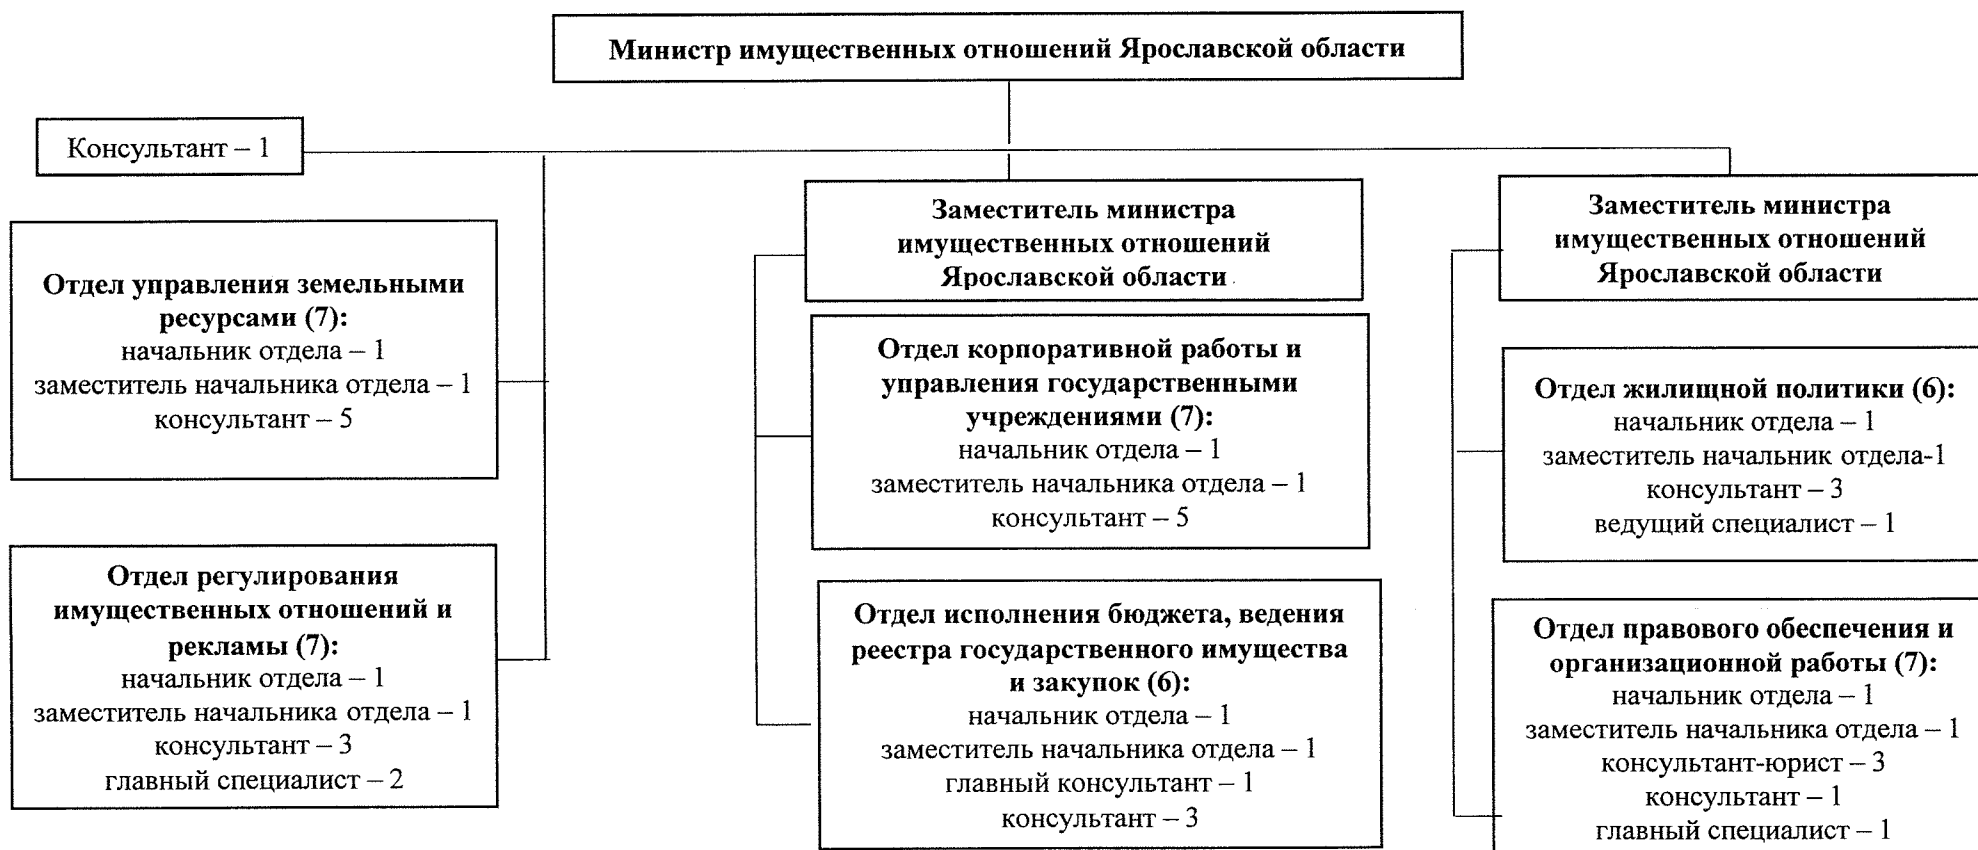 Министр имущественных отношений Ярославской области
Консультант – 1
Отдел управления земельными
ресурсами (7):
начальник отдела – 1
заместитель начальника отдела – 1
консультант – 5
Отдел регулирования
имущественных отношений и
рекламы (7):
начальник отдела – 1
заместитель начальника отдела – 1
консультант – 3
главный специалист – 2
Заместитель министра
имущественных отношений
Ярославской области
Отдел корпоративной работы и
управления государственными
учреждениями (7):
начальник отдела – 1
заместитель начальника отдела – 1
консультант – 5
Отдел исполнения бюджета, ведения
реестра государственного имущества
и закупок (6):
начальник отдела – 1
заместитель начальника отдела – 1
главный консультант – 1
консультант – 3
Заместитель министра
имущественных отношений
Ярославской области
Отдел жилищной политики (6):
начальник отдела – 1
заместитель начальник отдела-1
консультант – 3
ведущий специалист – 1
Отдел правового обеспечения и
организационной работы (7):
начальник отдела – 1
заместитель начальника отдела – 1
консультант-юрист – 3
консультант – 1
главный специалист – 1